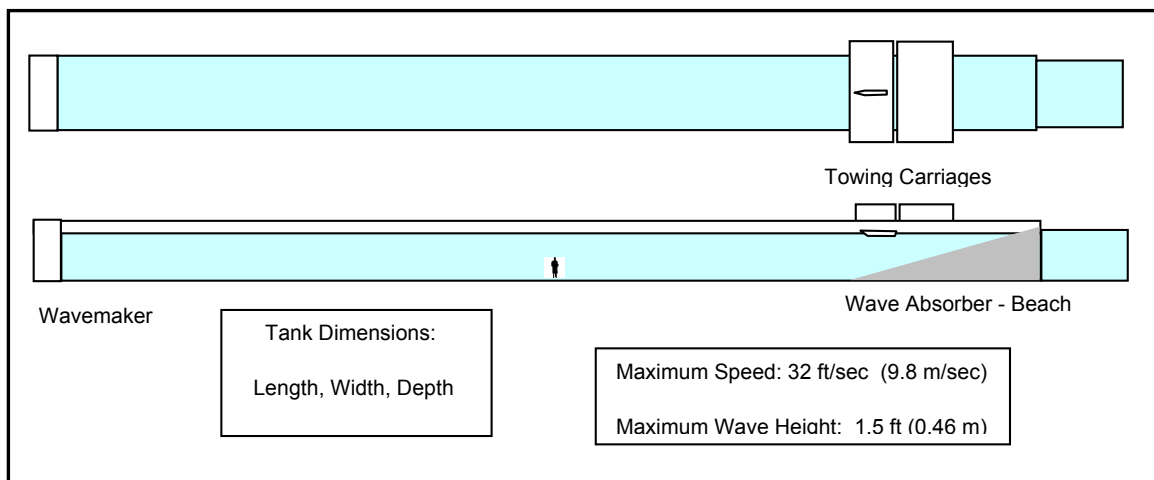 Towing Carriages
Wavemaker
Wave Absorber - Beach
Tank Dimensions:
Length, Width, Depth
Maximum Speed: 32 ft/sec (9.8 m/sec)
Maximum Wave Height: 1.5 ft (0.46 m)